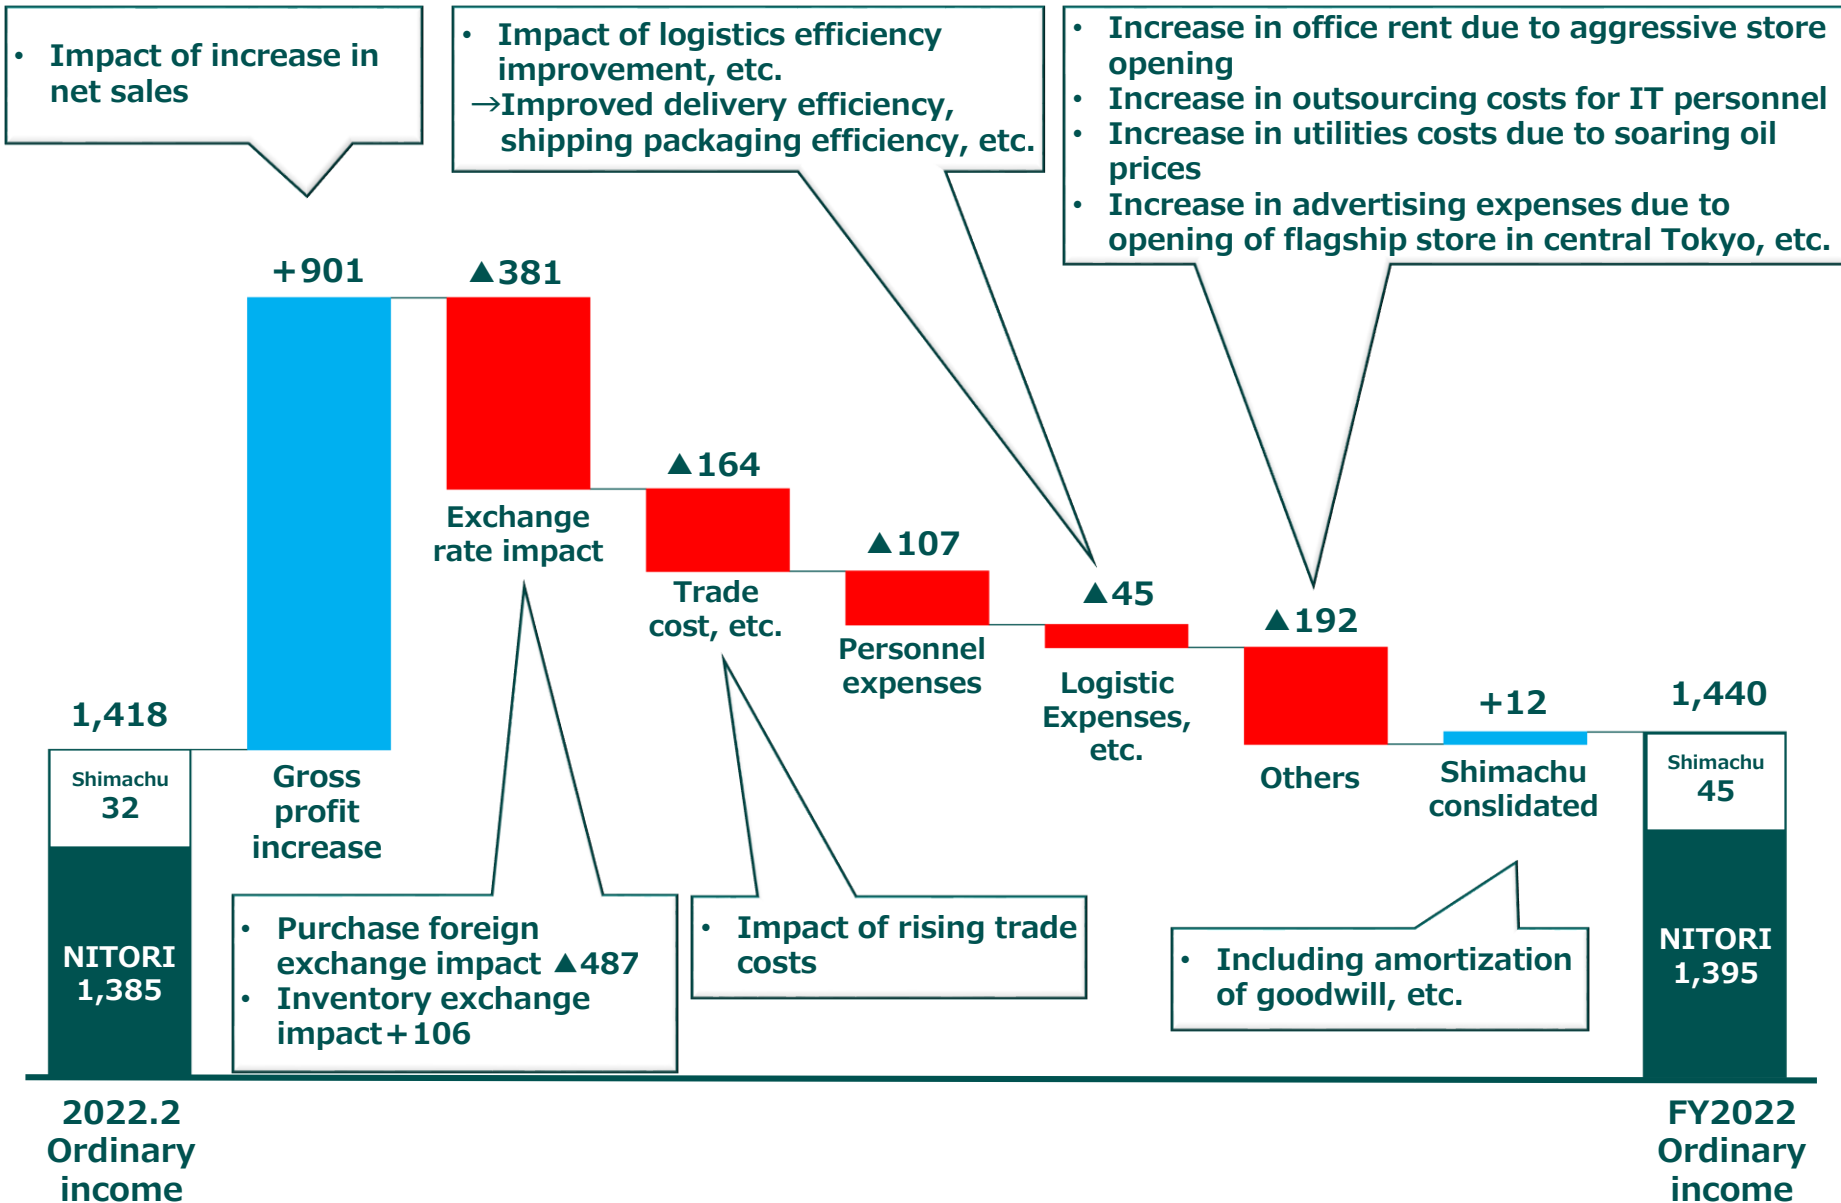 • Impact of increase in
net sales
• Impact of logistics efficiency
improvement, etc.
→Improved delivery efficiency,
shipping packaging efficiency, etc.
• Increase in office rent due to aggressive store
opening
• Increase in outsourcing costs for IT personnel
• Increase in utilities costs due to soaring oil
prices
• Increase in advertising expenses due to
opening of flagship store in central Tokyo, etc.
1,418
Shimachu
32
NITORI
1,385
2022.2
Ordinary
income
+901
Gross
profit
increase
▲381
Exchange
rate impact
• Purchase foreign
exchange impact ▲487
• Inventory exchange
impact+106
▲164
Trade
cost, etc.
• Impact of rising trade
costs
▲107
Personnel
expenses
▲45
Logistic
Expenses,
etc.
▲192
Others
+12
Shimachu
conslidated
• Including amortization
of goodwill, etc.
1,440
Shimachu
45
NITORI
1,395
FY2022
Ordinary
income